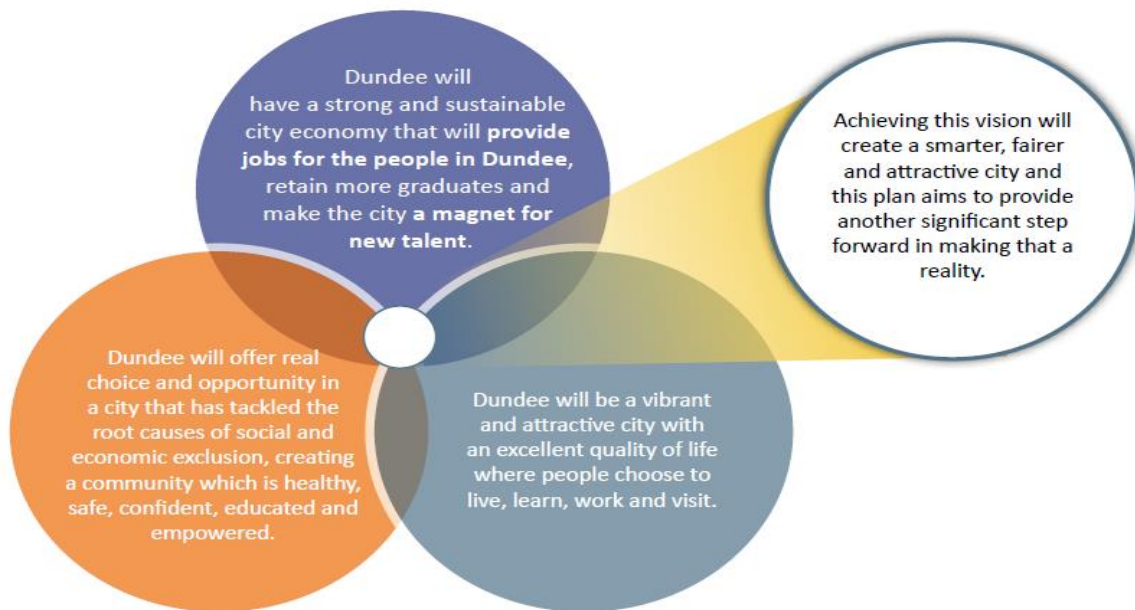 Dundee will
have a strong and sustainable
city economy that will provide
jobs for the people in Dundee,
retain more graduates and
make the city a magnet for
new talent.
Achieving this vision will
create a smarter, fairer
and attractive city and
this plan aims to provide
another significant step
forward in making that a
reality.
Dundee will offer real
choice and opportunity in
a city that has tackled the
root causes of social and
economic exclusion, creating
a community which is healthy,
safe, confident, educated and
empowered.
Dundee will be a vibrant
and attractive city with
an excellent quality of life
where people choose to
live, learn, work and visit.